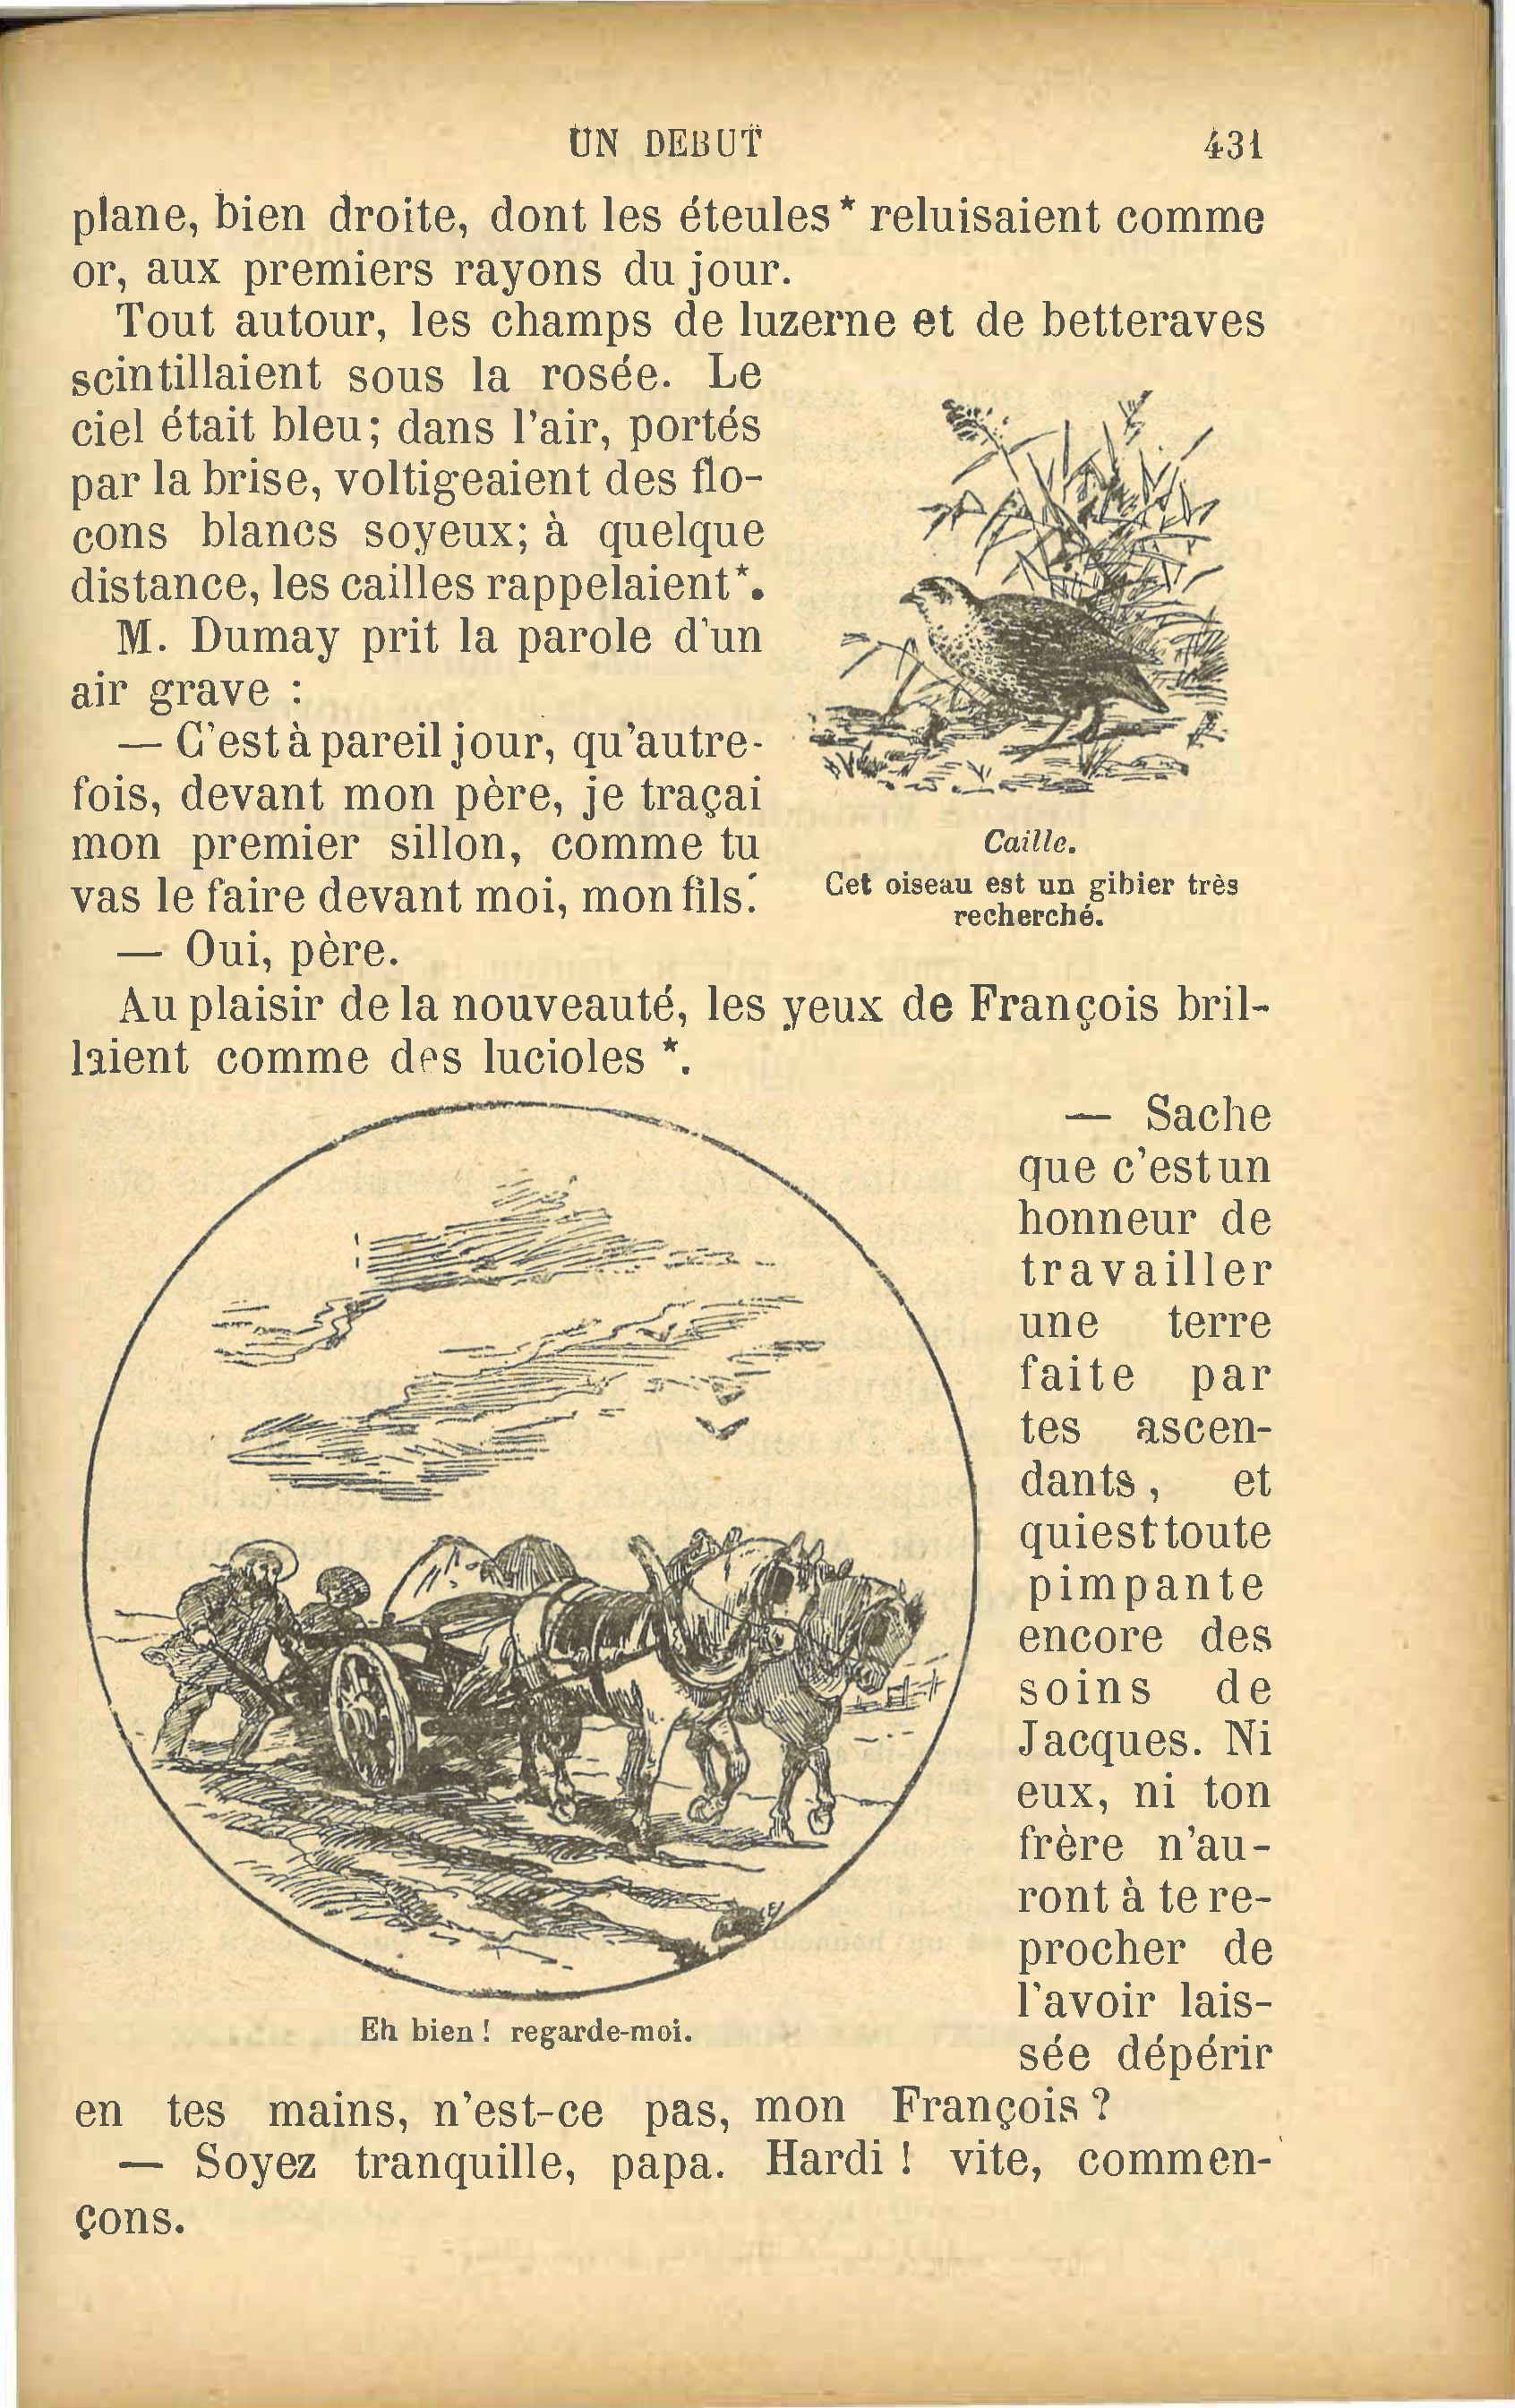 UN DEBUT 431
plane, bien droite, dont les éteules* reluisaient comme
or, aux premiers rayons du jour.
Tout autour, les champs de luzerne et de betteraves
scintillaient sous la rosée. Le
ciel était bleu; dans l'air, portés
par la brise, voltigeaient des flo-
cons blancs soyeux; à quelque
distance, les cailles rappelaient*.
M. Dumay prit la parole d'un
air grave :
— C'est à pareil jour, qu'autre-
fois, devant mon père, je traçai
mon premier sillon, comme tu
vas le faire devant moi, mon fils.
Caille.
Cet oiseau est un gibier très
recherché.
— Oui, père.
Au plaisir de la nouveauté, les yeux de François bril-
laient comme des lucioles *.
— Sache
que c'est un
honneur de
travailler
une terre
faite par
tes ascen-
dants, et
qui est toute
pimpante
encore des
soins de
Jacques. Ni
eux, ni ton
frère n'au-
ront à te re-
procher de
l'avoir lais-
sée dépérir
Eh bien ! regarde-moi.
en tes mains, n'est-ce pas, mon François ?
— Soyez tranquille, papa. Hardi ! vite, commen-
çons.